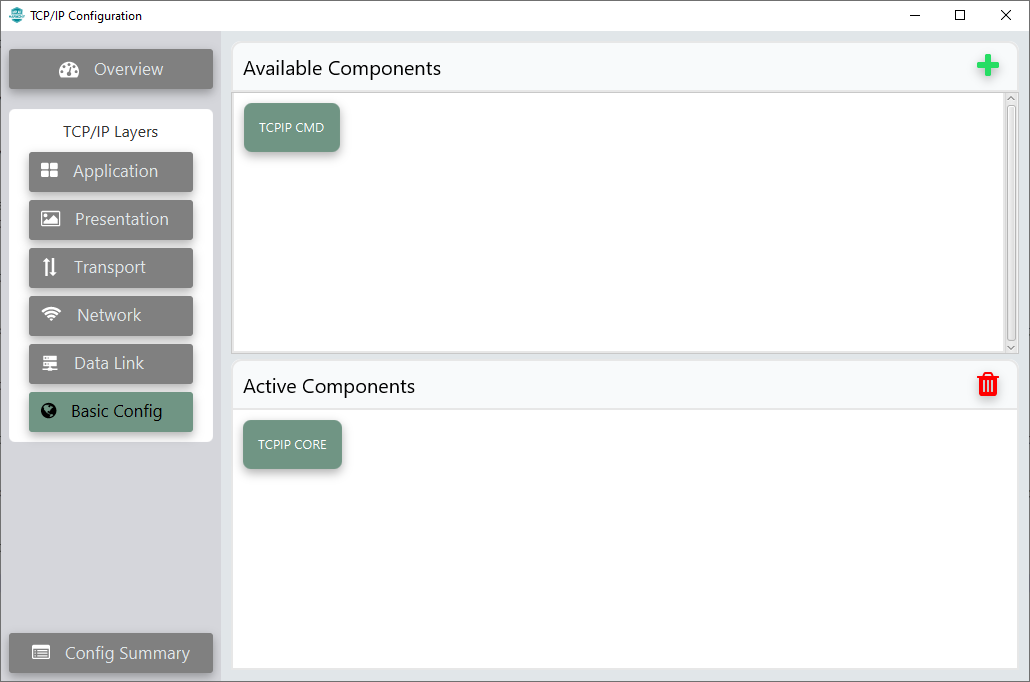 TCP/IP Configuration
Overview
TCP/IP Layers
Application
Presentation
Transport
Network
Data Link
Basic Config
Config Summary
Available Components
TCPIP CMD
Active Components
TCPIP CORE